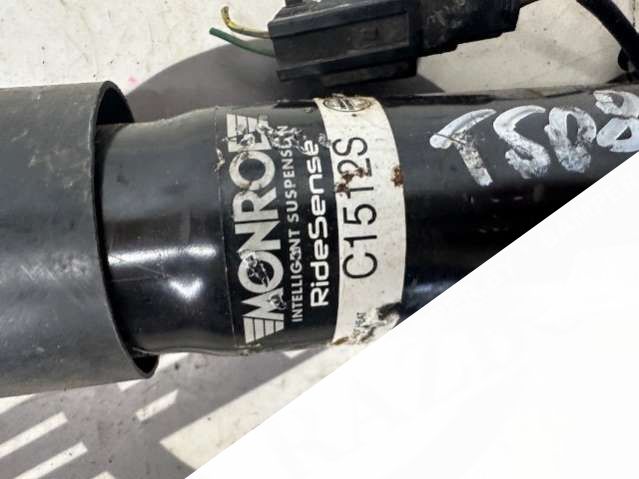 MONROE
INTELLIGENT SUSPENSION
RideSense
C1512S